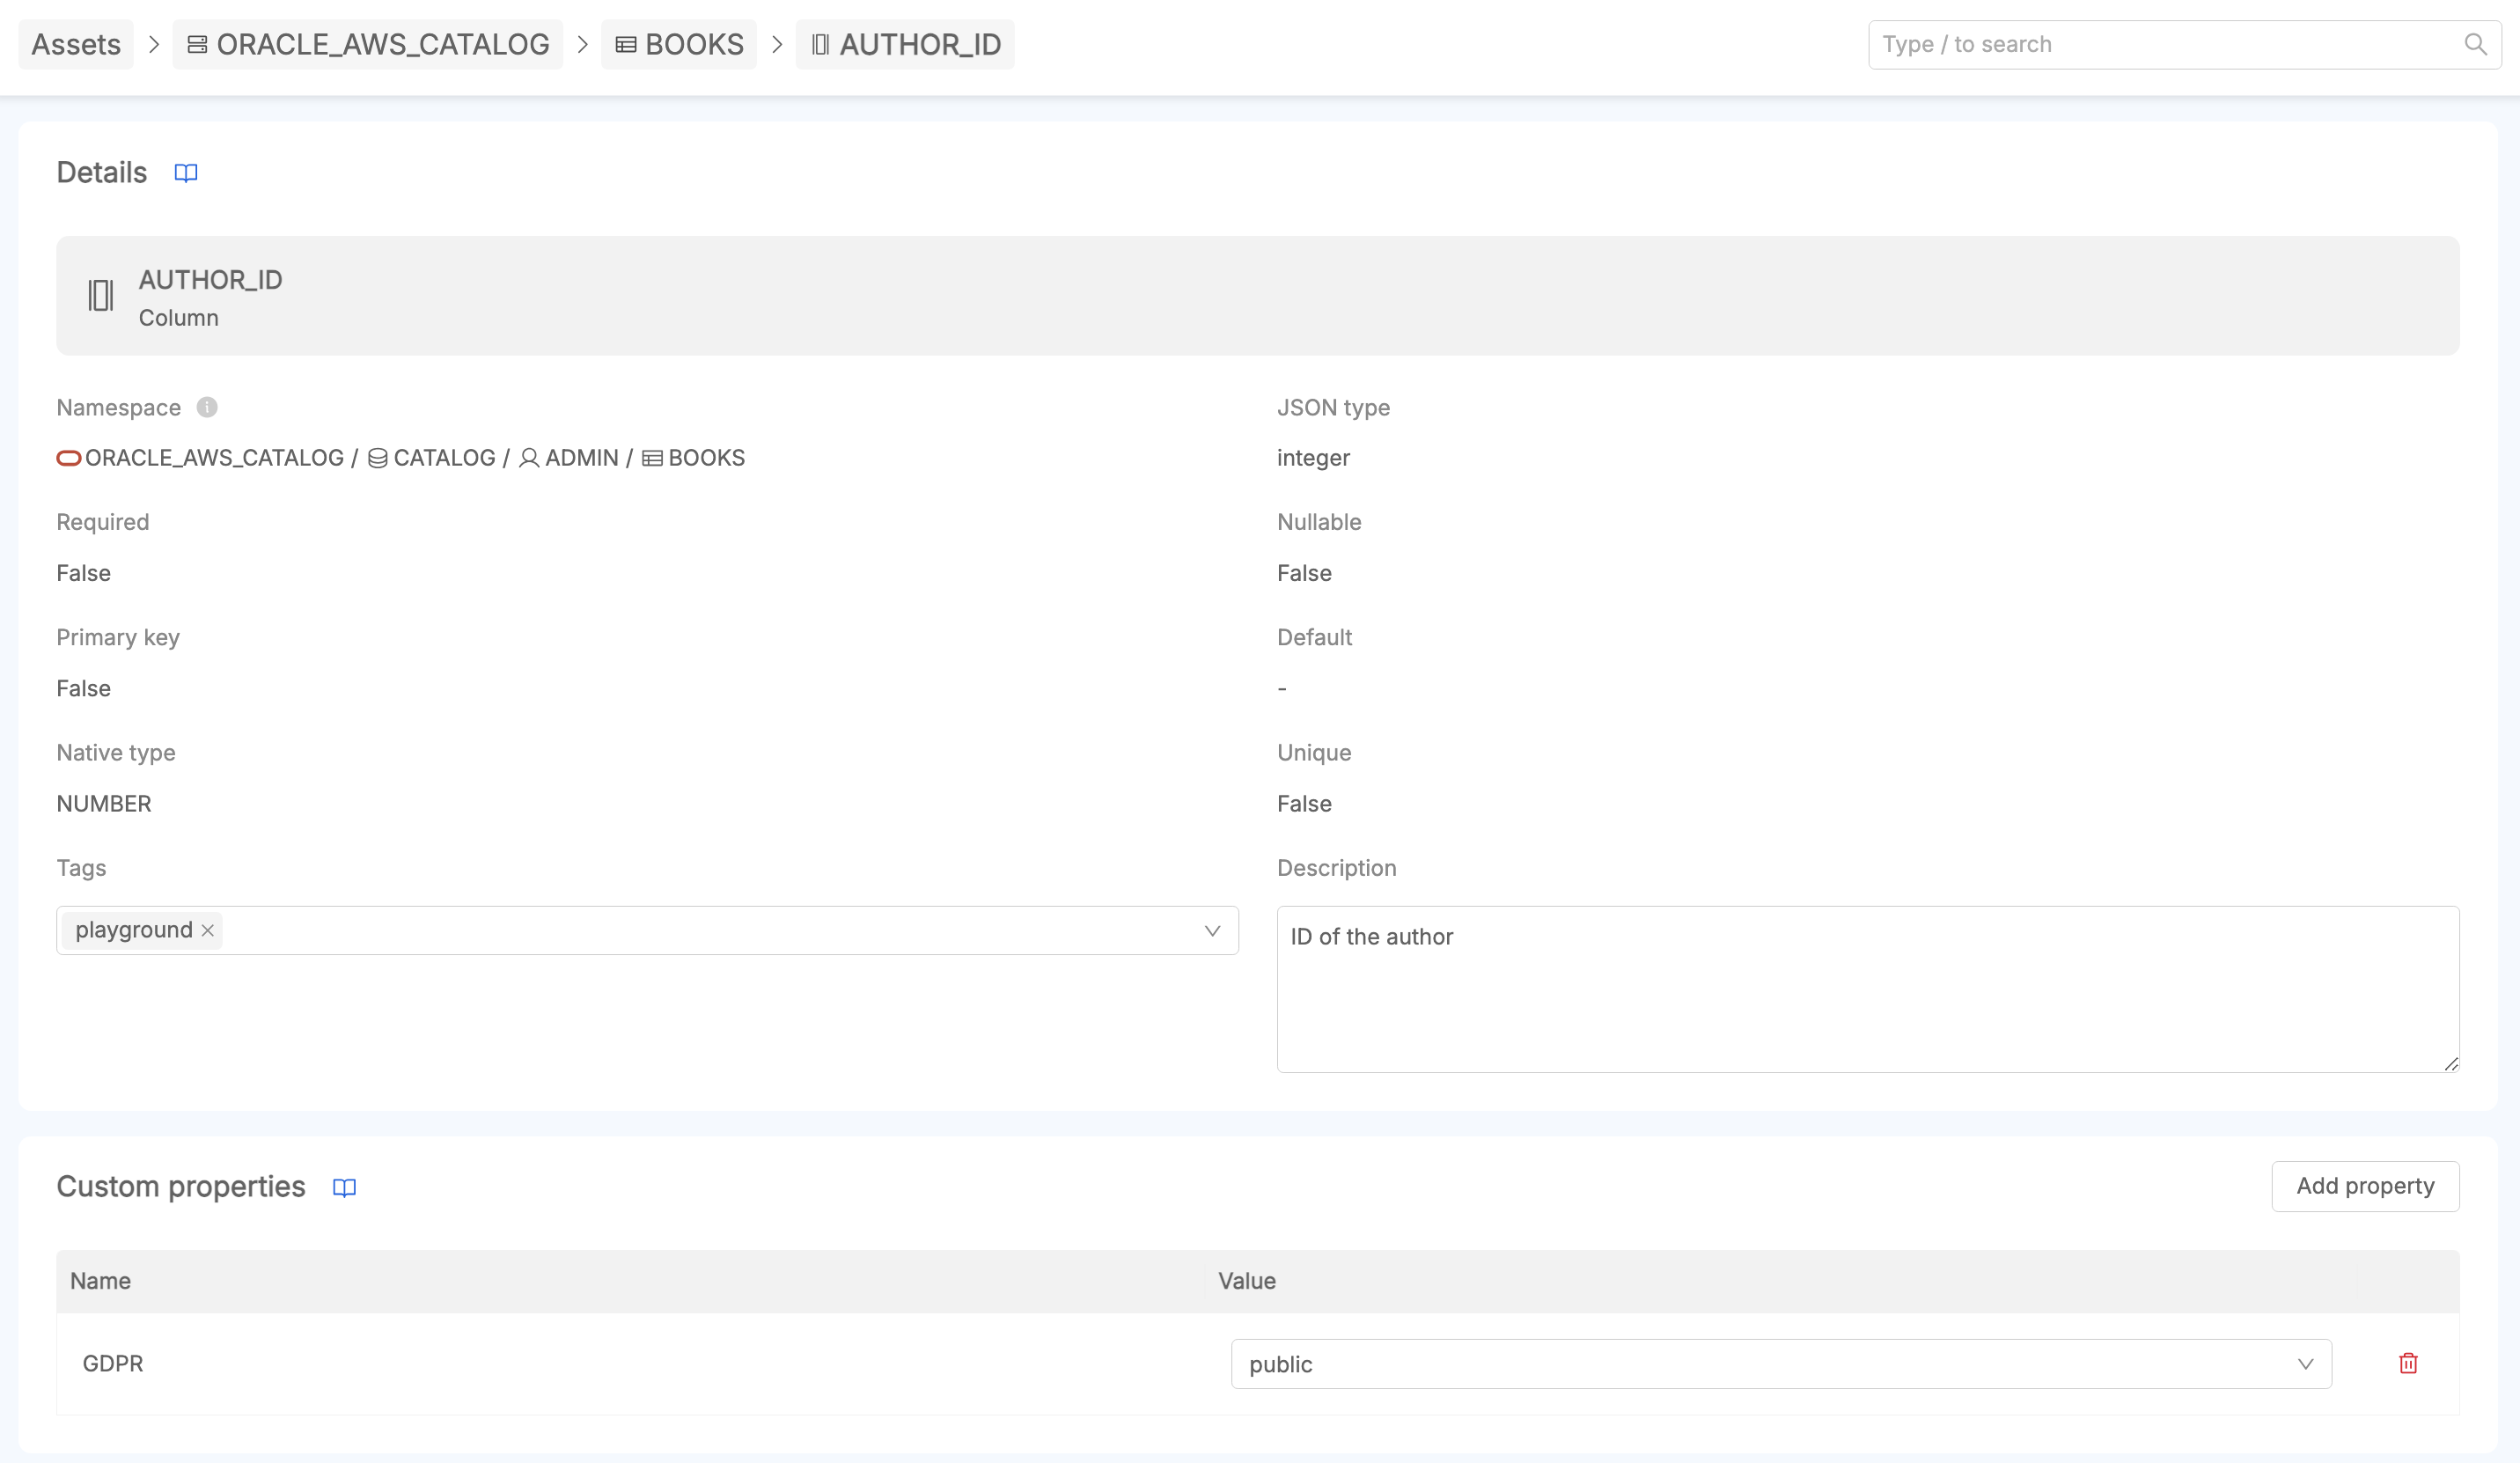 Assets > ORACLE_AWS_CATALOG > BOOKS > AUTHOR_ID
Type / to search
Details
AUTHOR_ID
Column
Namespace
JSON type
ORACLE_AWS_CATALOG / CATALOG / ADMIN / BOOKS
integer
Required
Nullable
False
False
Primary key
Default
False
-
Native type
Unique
NUMBER
False
Tags
Description
playground
ID of the author
Custom properties
Add property
Name
Value
GDPR
public